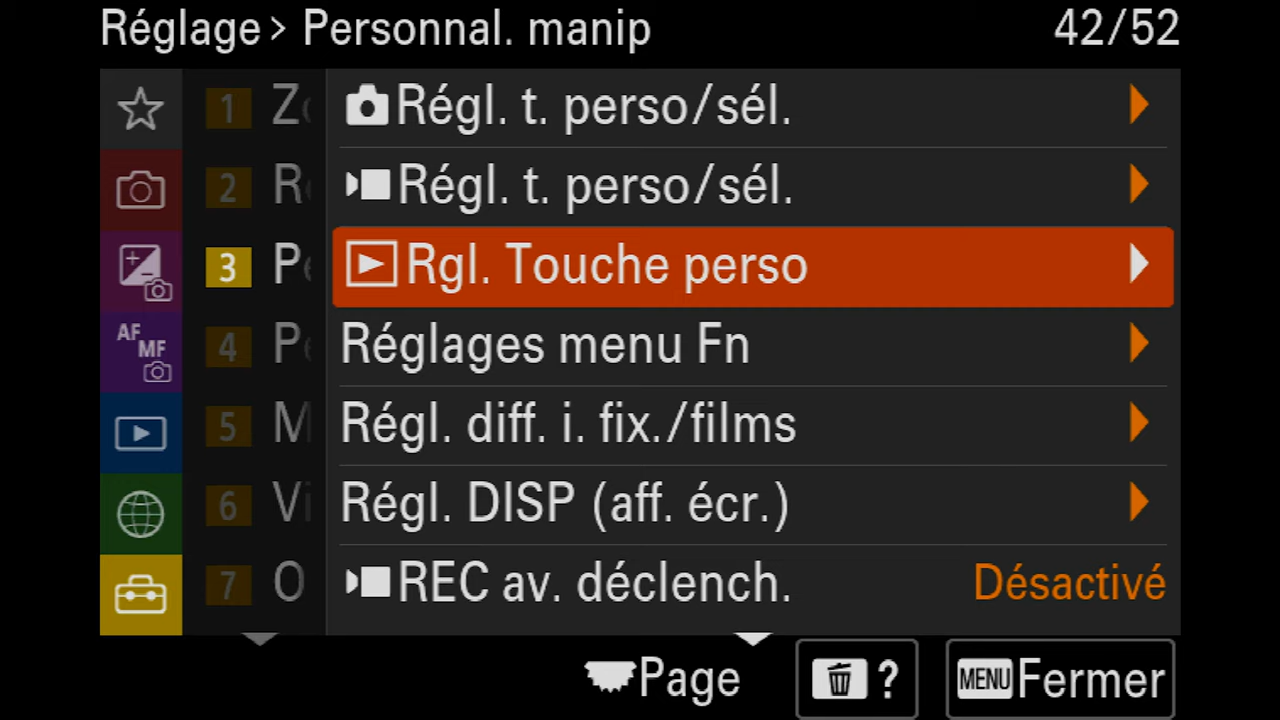 Réglage> Personnal. manip 42/52
Régl. t. perso/sél.
Régl. t. perso/sél.
Rgl. Touche perso
Réglages menu Fn
Régl. diff. i. fix./films
Régl. DISP (aff. écr.)
REC av. déclench. Désactivé
AF MF
1
2
3
4
5
6
7
Page
?
MENU Fermer